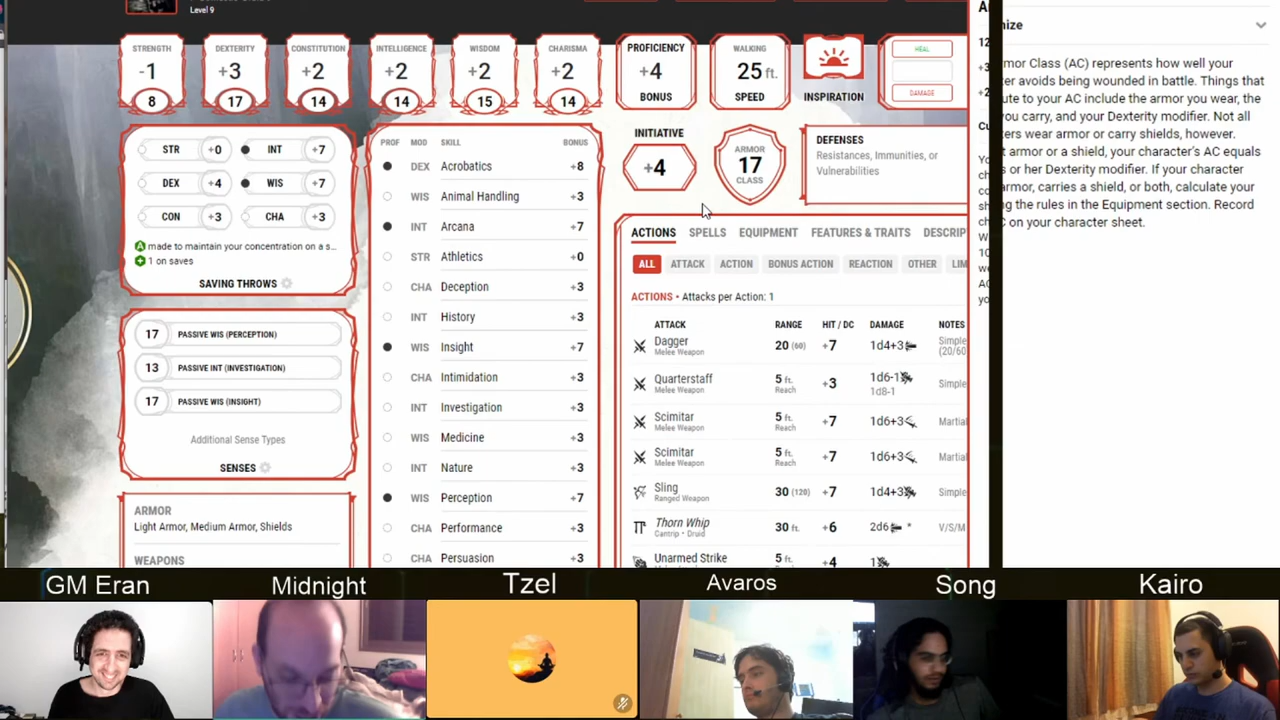 Level 9
STRENGTH
-1
8
DEXTERITY
+3
17
CONSTITUTION
+2
14
INTELLIGENCE
+2
14
WISDOM
+2
15
CHARISMA
+2
14
PROFICIENCY
+4
BONUS
WALKING
25 ft.
SPEED
INSPIRATION
HEAL
DAMAGE
STR +0
INT +7
DEX +4
WIS +7
CON +3
CHA +3
A made to maintain your concentration on a s...
+ 1 on saves
SAVING THROWS
17 PASSIVE WIS (PERCEPTION)
13 PASSIVE INT (INVESTIGATION)
17 PASSIVE WIS (INSIGHT)
Additional Sense Types
SENSES
ARMOR
Light Armor, Medium Armor, Shields
WEAPONS
PROF MOD SKILL BONUS
DEX Acrobatics +8
WIS Animal Handling +3
INT Arcana +7
STR Athletics +0
CHA Deception +3
INT History +3
WIS Insight +7
CHA Intimidation +3
INT Investigation +3
WIS Medicine +3
INT Nature +3
WIS Perception +7
CHA Performance +3
CHA Persuasion +3
INITIATIVE
+4
ARMOR
17
CLASS
DEFENSES
Resistances, Immunities, or
Vulnerabilities
ACTIONS SPELLS EQUIPMENT FEATURES & TRAITS DESCRIP
ALL ATTACK ACTION BONUS ACTION REACTION OTHER LIM
ACTIONS • Attacks per Action: 1
ATTACK RANGE HIT / DC DAMAGE NOTES
Dagger 20 (60) +7 1d4+3 Simple
Melee Weapon (20/60)
Quarterstaff 5 ft. +3 1d6-1 Simple
Melee Weapon Reach 1d8-1
Scimitar 5 ft. +7 1d6+3 Martial
Melee Weapon Reach
Scimitar 5 ft. +7 1d6+3 Martial
Melee Weapon Reach
Sling 30 (120) +7 1d4+3 Simple
Ranged Weapon
Thorn Whip 30 ft. +6 2d6 * V/S/M
Cantrip • Druid
Unarmed Strike 5 ft. +4 1
nize
rmor Class (AC) represents how well your
ter avoids being wounded in battle. Things that
ute to your AC include the armor you wear, the
you carry, and your Dexterity modifier. Not all
ters wear armor or carry shields, however.
t armor or a shield, your character's AC equals
s or her Dexterity modifier. If your character
armor, carries a shield, or both, calculate your
ng the rules in the Equipment section. Record
C on your character sheet.
GM Eran
Midnight
Tzel
Avaros
Song
Kairo